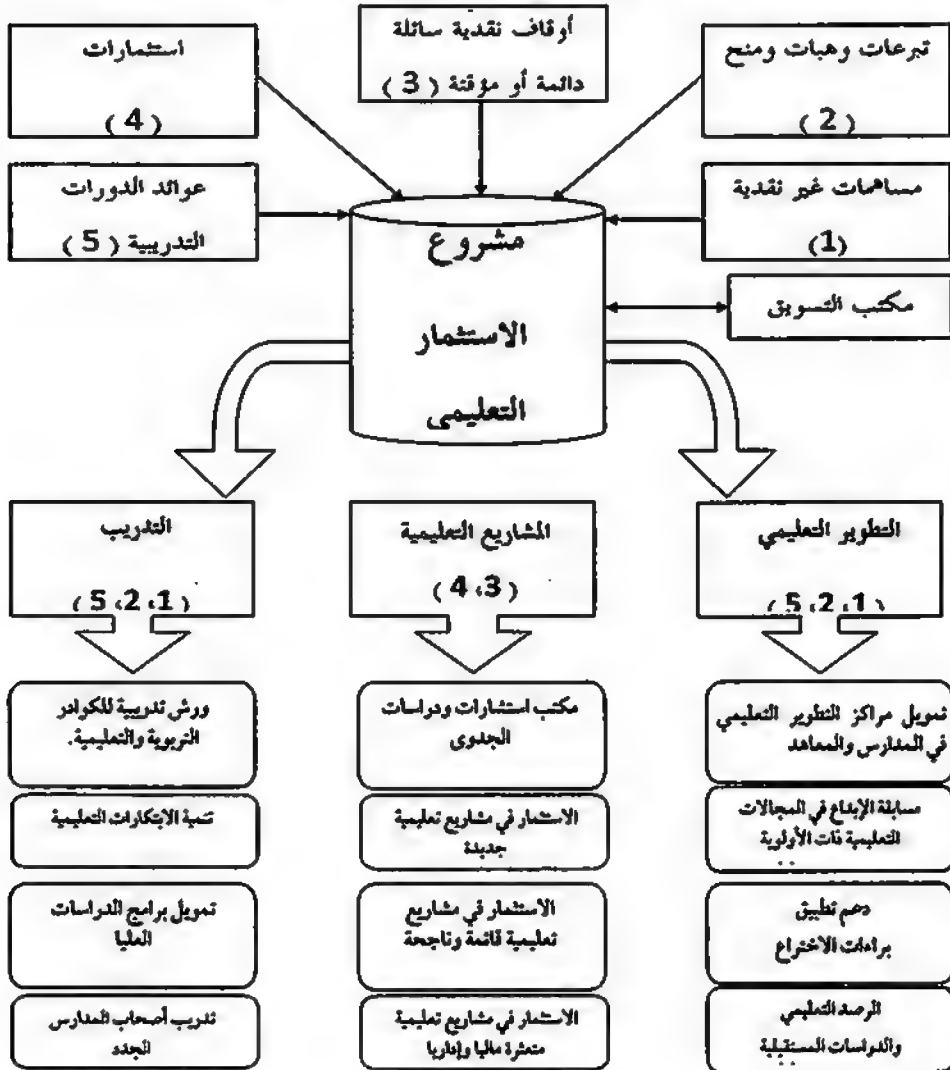 تبرعات وهبات ومنح
(2)
أوقاف نقدية سائلة
دائمة أو مؤقتة (3)
استثمارات
(4)
مساهمات غير نقدية
(1)
عوائد الدورات
التدريبية (5)
مكتب التسويق
مشروع
الاستثمار
التعليمى
التطوير التعليمي
(1، 2، 5)
المشاريع التعليمية
(3، 4)
التدريب
(1، 2، 5)
تمويل مراكز التطوير التعليمي
في المدارس والمعاهد
مسابقة الإبداع في المجالات
التعليمية ذات الأولوية
دعم تطبيق
براءات الاختراع
الرصد التعليمي
والدراسات المستقبلية
مكتب استشارات ودراسات
الجدوى
الاستثمار في مشاريع تعليمية
جديدة
الاستثمار في مشاريع
تعليمية قائمة وناجحة
الاستثمار في مشاريع تعليمية
متعثرة ماليا وإداريا
ورش تدريبية للكوادر
التربوية والتعليمية.
تنمية الابتكارات التعليمية
تمويل برامج الدراسات
العليا
تدريب أصحاب المدارس
الجدد